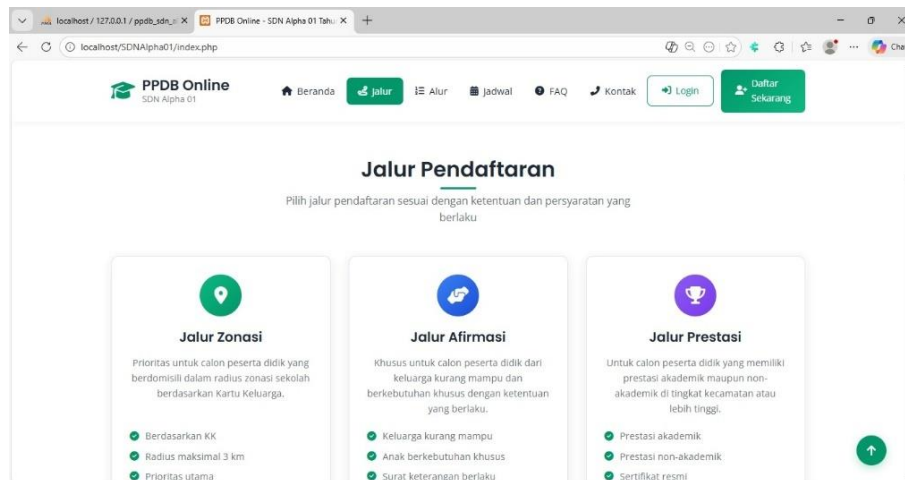 localhost / 127.0.0.1 / ppdb_sdn_
PPDB Online - SDN Alpha 01 Tahu
localhost/SDNAlpha01/index.php
Cha
PPDB Online
SDN Alpha 01
Beranda
Jalur
Alur
Jadwal
FAQ
Kontak
Login
Daftar
Sekarang
Jalur Pendaftaran
Pilih jalur pendaftaran sesuai dengan ketentuan dan persyaratan yang
berlaku
Jalur Zonasi
Prioritas untuk calon peserta didik yang
berdomisili dalam radius zonasi sekolah
berdasarkan Kartu Keluarga.
Berdasarkan KK
Radius maksimal 3 km
Prioritas utama
Jalur Afirmasi
Khusus untuk calon peserta didik dari
keluarga kurang mampu dan
berkebutuhan khusus dengan ketentuan
yang berlaku.
Keluarga kurang mampu
Anak berkebutuhan khusus
Surat keterangan berlaku
Jalur Prestasi
Untuk calon peserta didik yang memiliki
prestasi akademik maupun non-
akademik di tingkat kecamatan atau
lebih tinggi.
Prestasi akademik
Prestasi non-akademik
Sertifikat resmi